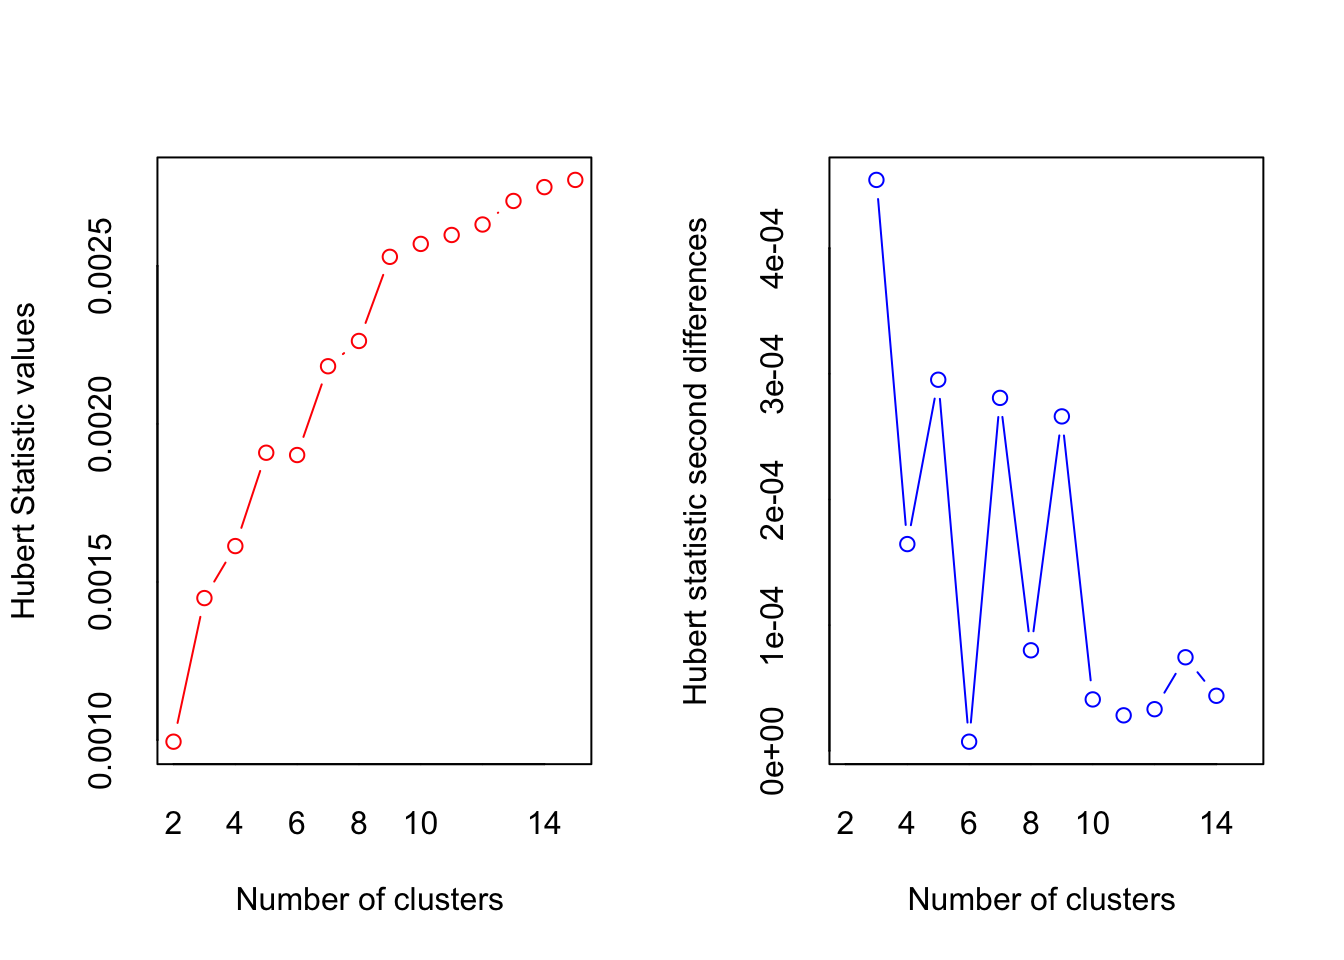 Hubert Statistic values
0.0010 0.0015 0.0020 0.0025
2 4 6 8 10 14
Number of clusters
Hubert statistic second differences
0e+00 1e-04 2e-04 3e-04 4e-04
2 4 6 8 10 14
Number of clusters